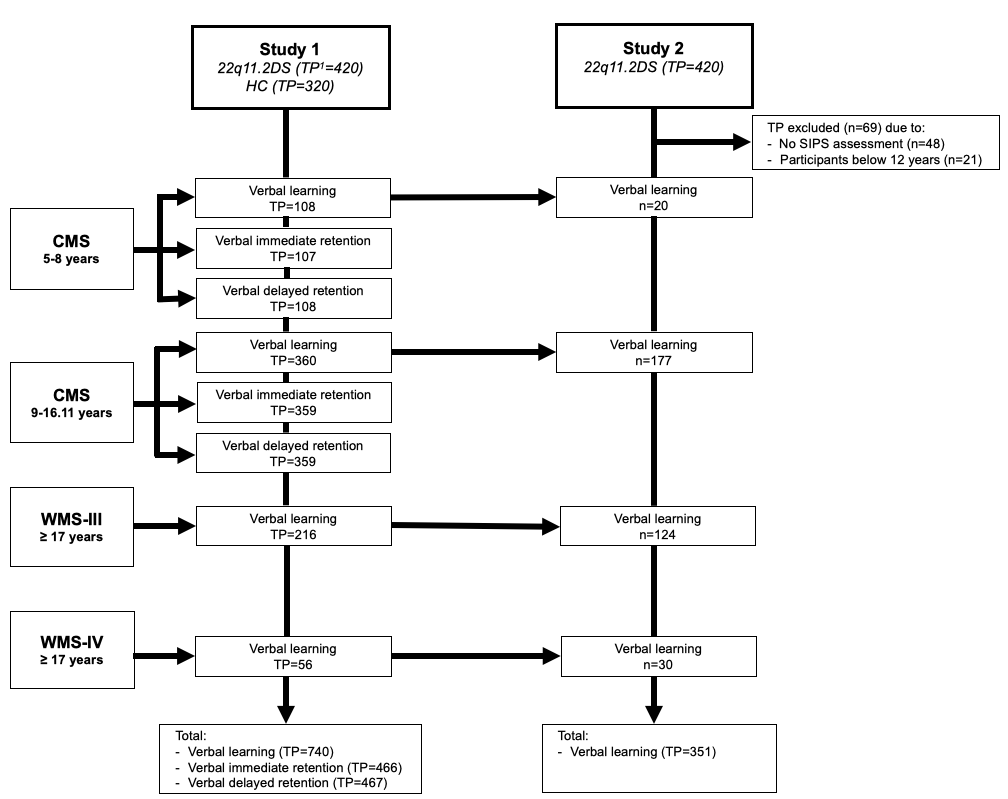 Study 1
22q11.2DS (TP¹=420)
HC (TP=320)
Study 2
22q11.2DS (TP=420)
TP excluded (n=69) due to:
- No SIPS assessment (n=48)
- Participants below 12 years (n=21)
CMS
5-8 years
Verbal learning
TP=108
Verbal learning
n=20
Verbal immediate retention
TP=107
Verbal delayed retention
TP=108
CMS
9-16.11 years
Verbal learning
TP=360
Verbal learning
n=177
Verbal immediate retention
TP=359
Verbal delayed retention
TP=359
WMS-III
≥ 17 years
Verbal learning
TP=216
Verbal learning
n=124
WMS-IV
≥ 17 years
Verbal learning
TP=56
Verbal learning
n=30
Total:
- Verbal learning (TP=740)
- Verbal immediate retention (TP=466)
- Verbal delayed retention (TP=467)
Total:
- Verbal learning (TP=351)